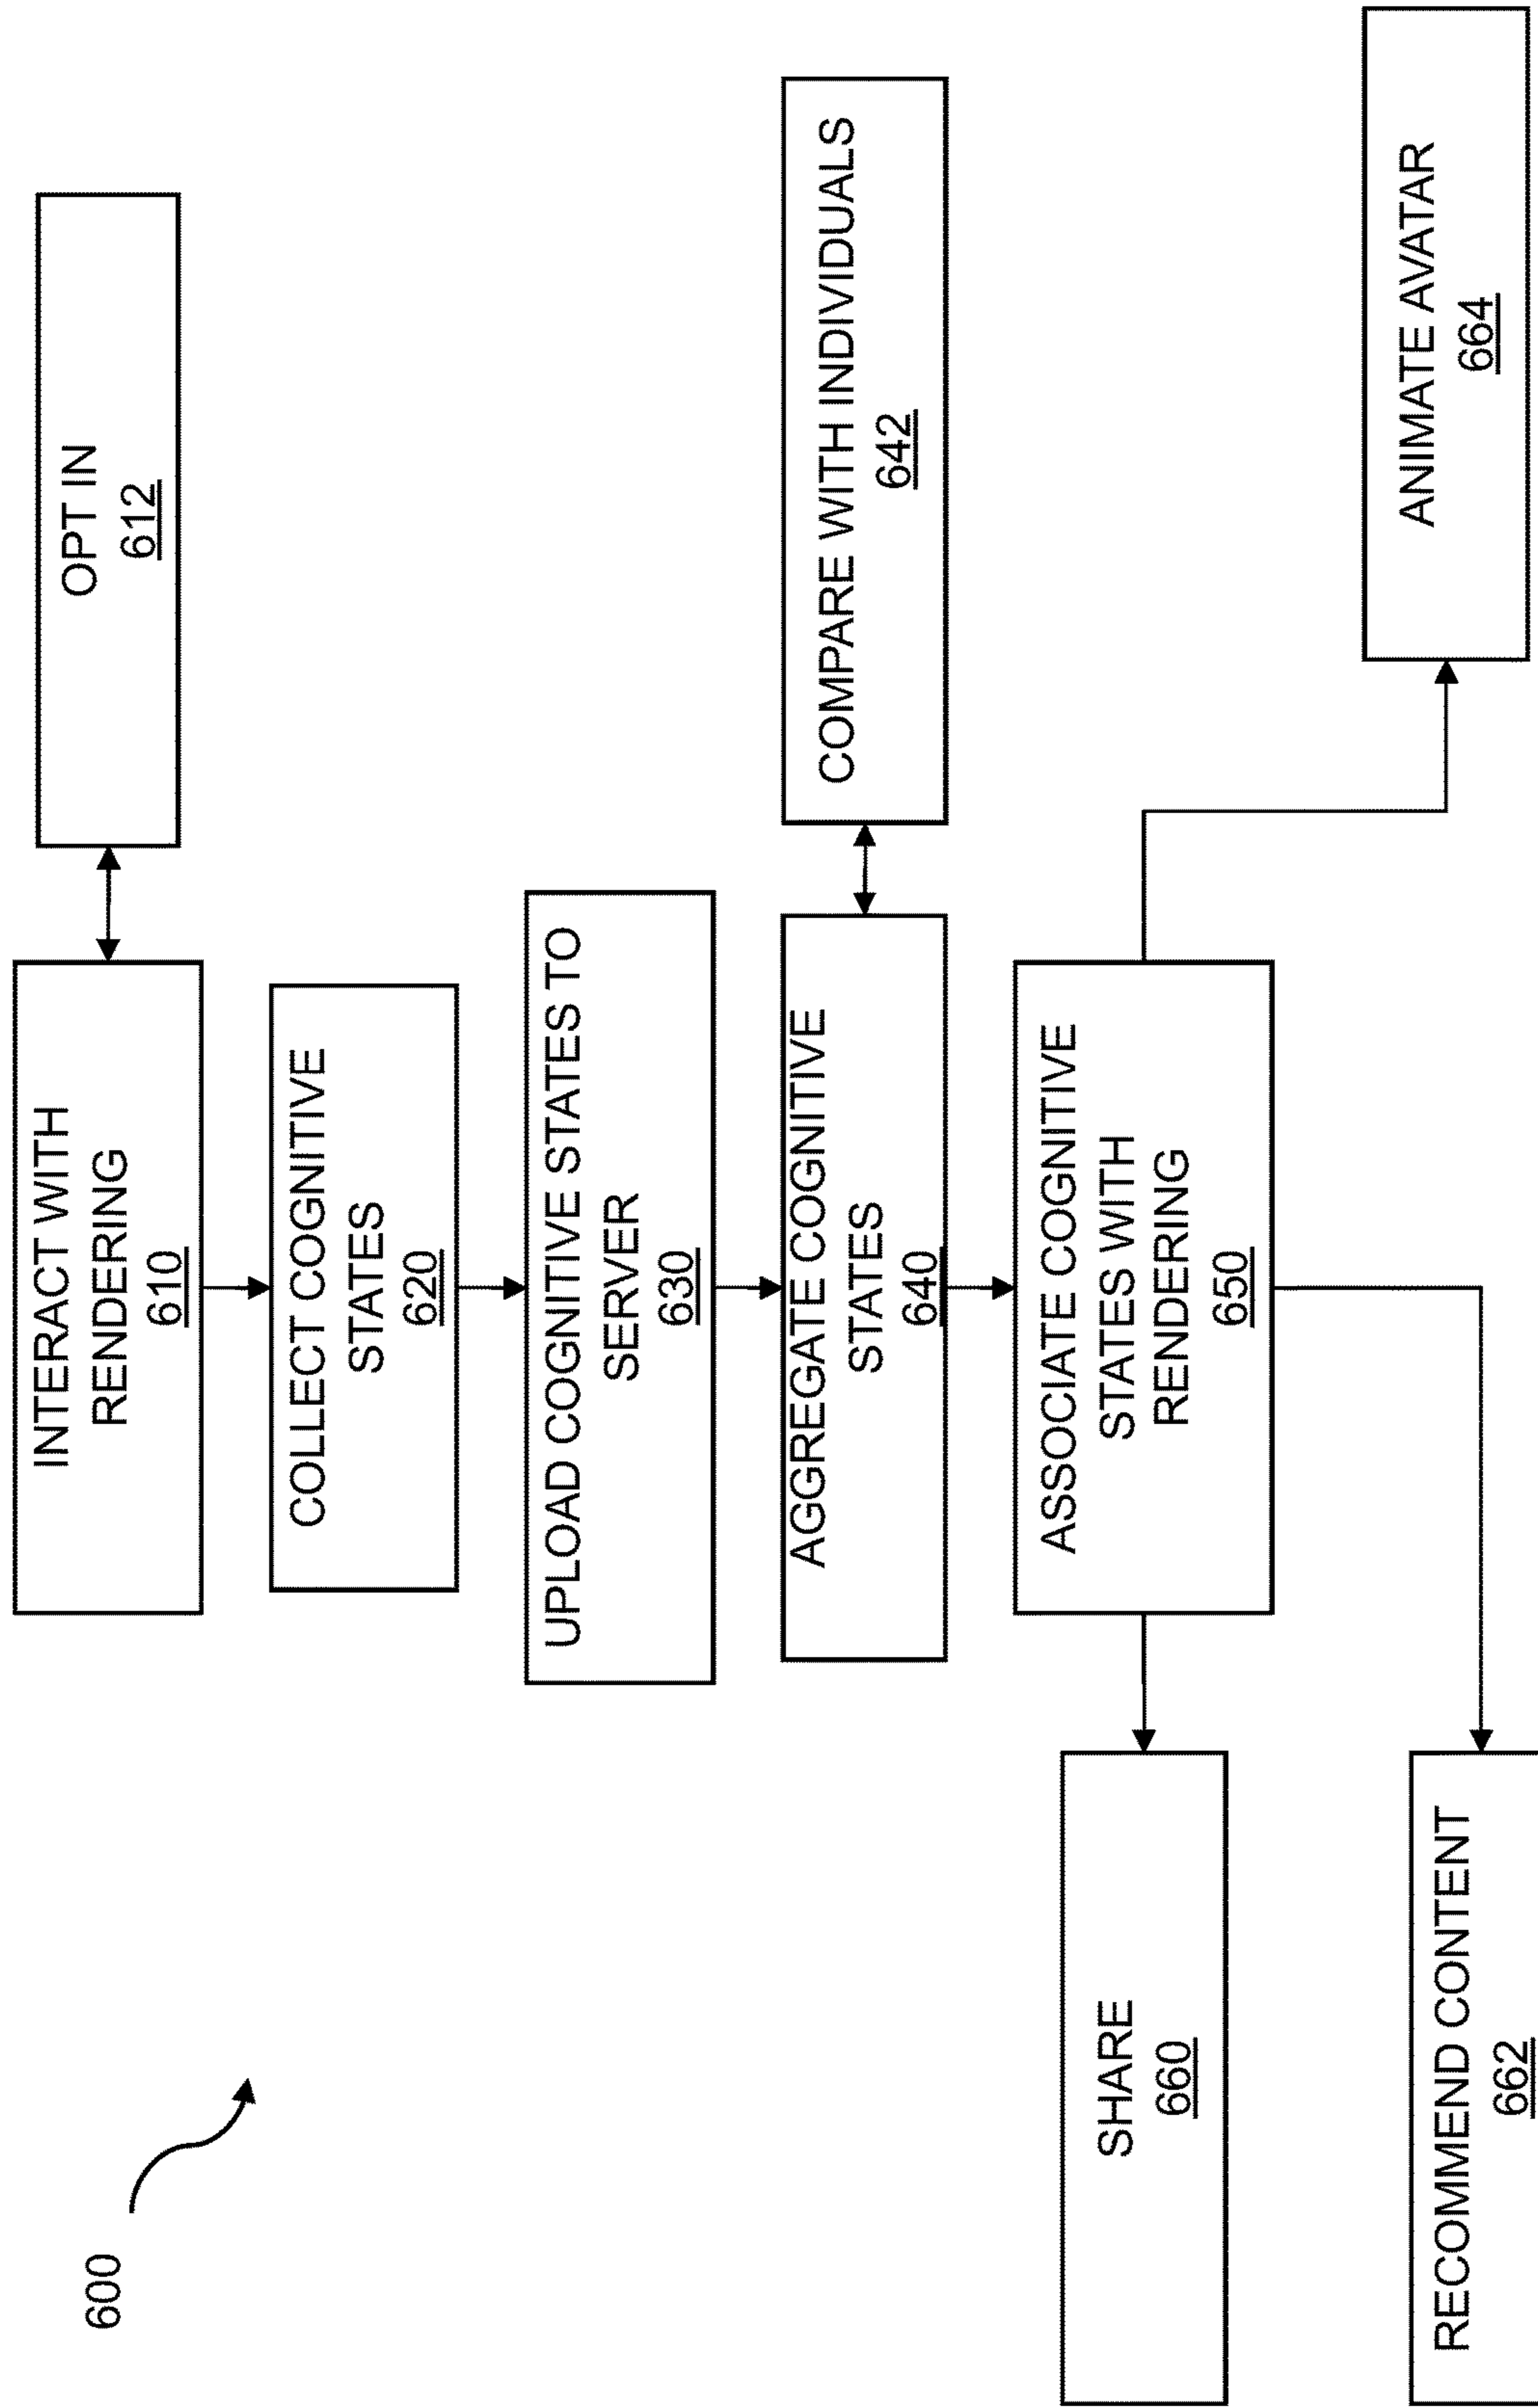 600
INTERACT WITH
RENDERING
610
OPT IN
612
COLLECT COGNITIVE
STATES
620
UPLOAD COGNITIVE STATES TO
SERVER
630
AGGREGATE COGNITIVE
STATES
640
COMPARE WITH INDIVIDUALS
642
ASSOCIATE COGNITIVE
STATES WITH
RENDERING
650
SHARE
660
RECOMMEND CONTENT
662
ANIMATE AVATAR
664